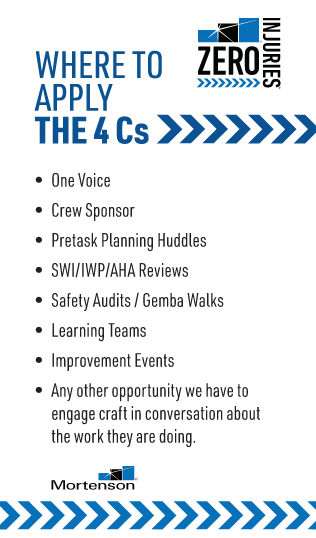 ZERO
INJURIES
WHERE TO
APPLY
THE 4 Cs
• One Voice
• Crew Sponsor
• Pretask Planning Huddles
• SWI/IWP/AHA Reviews
• Safety Audits / Gemba Walks
• Learning Teams
• Improvement Events
• Any other opportunity we have to
engage craft in conversation about
the work they are doing.
Mortenson